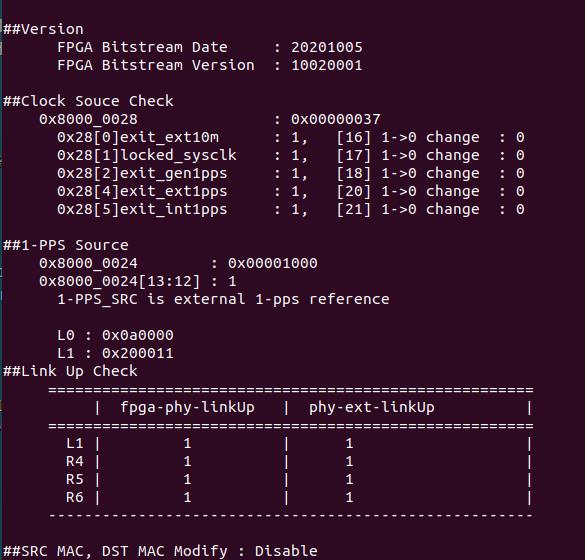 ##Version
FPGA Bitstream Date : 20201005
FPGA Bitstream Version : 10020001
##Clock Souce Check
0x8000_0028 : 0x00000037
0x28[0]exit_ext10m : 1, [16] 1->0 change : 0
0x28[1]locked_sysclk : 1, [17] 1->0 change : 0
0x28[2]exit_gen1pps : 1, [18] 1->0 change : 0
0x28[4]exit_ext1pps : 1, [20] 1->0 change : 0
0x28[5]exit_int1pps : 1, [21] 1->0 change : 0
##1-PPS Source
0x8000_0024 : 0x00001000
0x8000_0024[13:12] : 1
1-PPS_SRC is external 1-pps reference
L0 : 0x0a0000
L1 : 0x200011
##Link Up Check
======================================================
| fpga-phy-linkUp | phy-ext-linkUp |
======================================================
L1 | 1 | 1 |
R4 | 1 | 1 |
R5 | 1 | 1 |
R6 | 1 | 1 |
------------------------------------------------------
##SRC MAC, DST MAC Modify : Disable